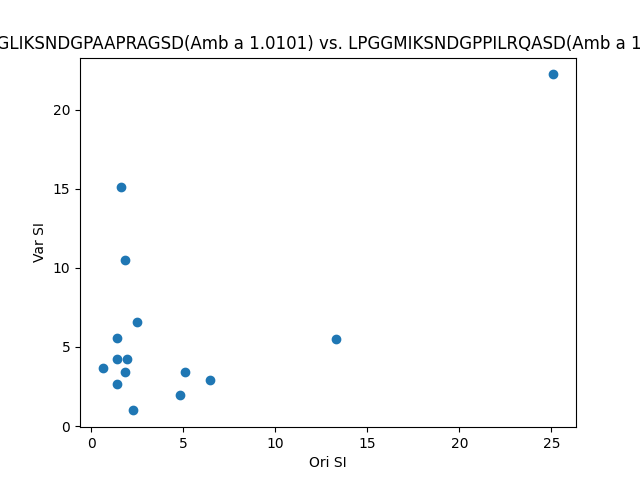 GLIKSNDGPAAPRAGSD(Amb a 1.0101) vs. LPGGMIKSNDGPPILRQASD(Amb a 1
20
15
10
5
0
Var SI
0 5 10 15 20 25
Ori SI